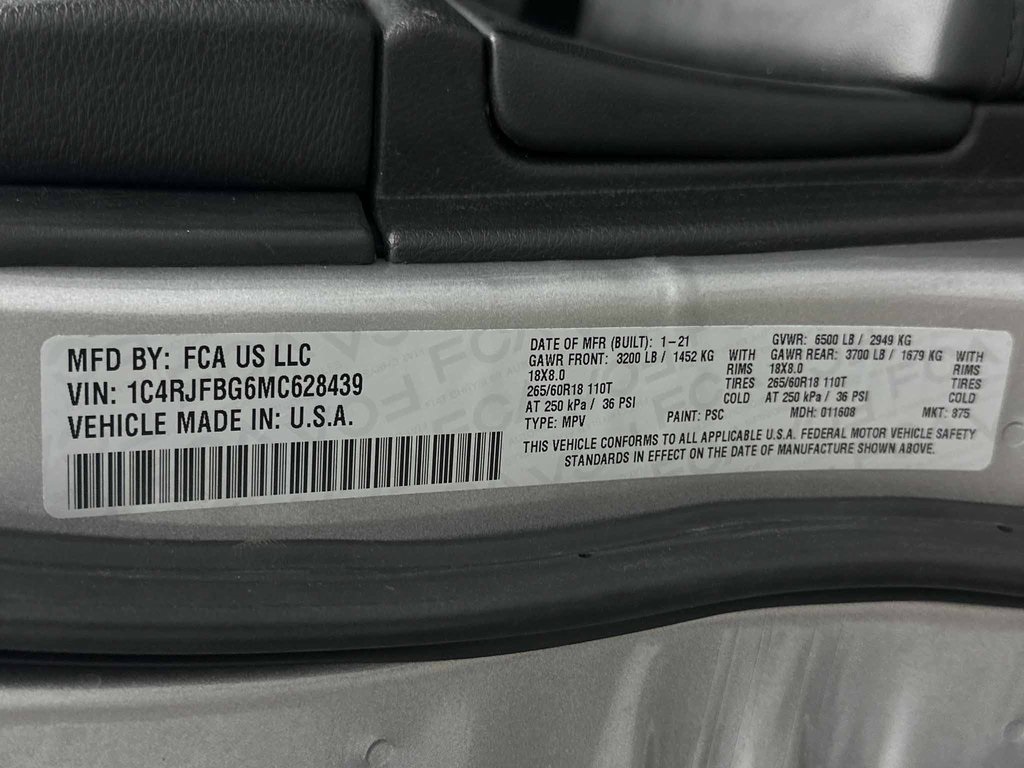 MFD BY: FCA US LLC
VIN: 1C4RJFBG6MC628439
VEHICLE MADE IN: U.S.A.
DATE OF MFR (BUILT): 1-21 GVWR: 6500 LB / 2949 KG
GAWR FRONT: 3200 LB / 1452 KG WITH GAWR REAR: 3700 LB / 1679 KG WITH
18X8.0 RIMS 18X8.0 RIMS
265/60R18 110T TIRES 265/60R18 110T TIRES
AT 250 kPa / 36 PSI COLD AT 250 kPa / 36 PSI COLD
TYPE: MPV PAINT: PSC MDH: 011608 MKT: 875
THIS VEHICLE CONFORMS TO ALL APPLICABLE U.S.A. FEDERAL MOTOR VEHICLE SAFETY
STANDARDS IN EFFECT ON THE DATE OF MANUFACTURE SHOWN ABOVE.